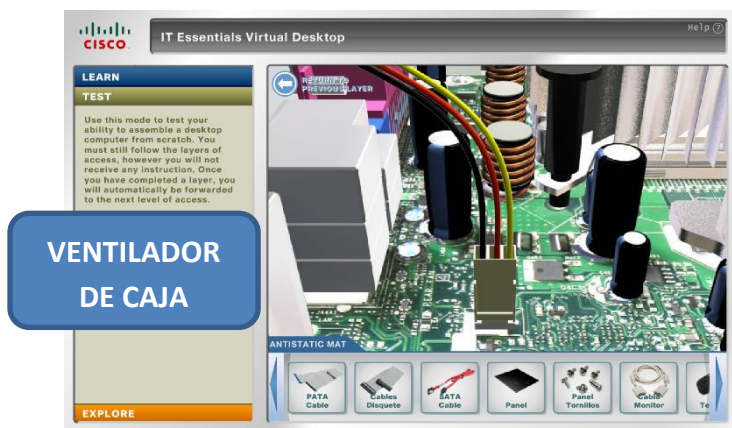 CISCO
IT Essentials Virtual Desktop
Help ?
LEARN
TEST
Use this mode to test your
ability to assemble a desktop
computer from scratch. You
must still follow the layers of
access, however you will not
receive any instruction. Once
you have completed a layer, you
will automatically be forwarded
to the next level of access.
VENTILADOR
DE CAJA
EXPLORE
RETURN TO
PREVIOUS LAYER
ANTISTATIC MAT
PATA
Cable
Cables
Disquete
SATA
Cable
Panel
Panel
Tornillos
Cable
Monitor
Te